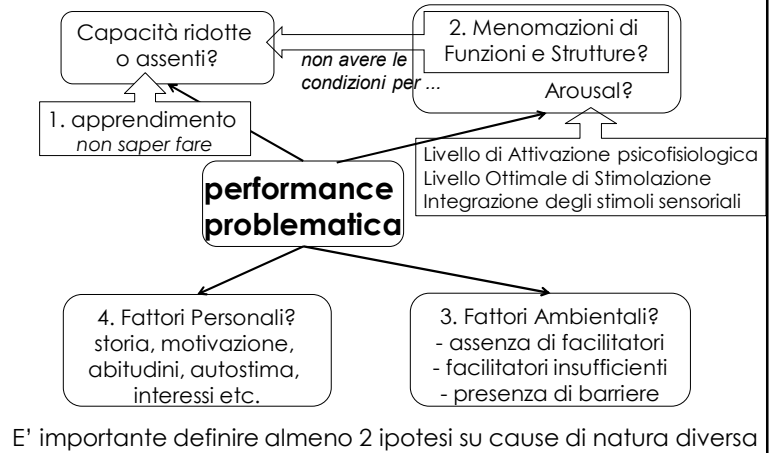 Capacità ridotte
o assenti?
non avere le
condizioni per ...
2. Menomazioni di
Funzioni e Strutture?
Arousal?
1. apprendimento
non saper fare
Livello di Attivazione psicofisiologica
Livello Ottimale di Stimolazione
Integrazione degli stimoli sensoriali
performance
problematica
4. Fattori Personali?
storia, motivazione,
abitudini, autostima,
interessi etc.
3. Fattori Ambientali?
- assenza di facilitatori
- facilitatori insufficienti
- presenza di barriere
E' importante definire almeno 2 ipotesi su cause di natura diversa